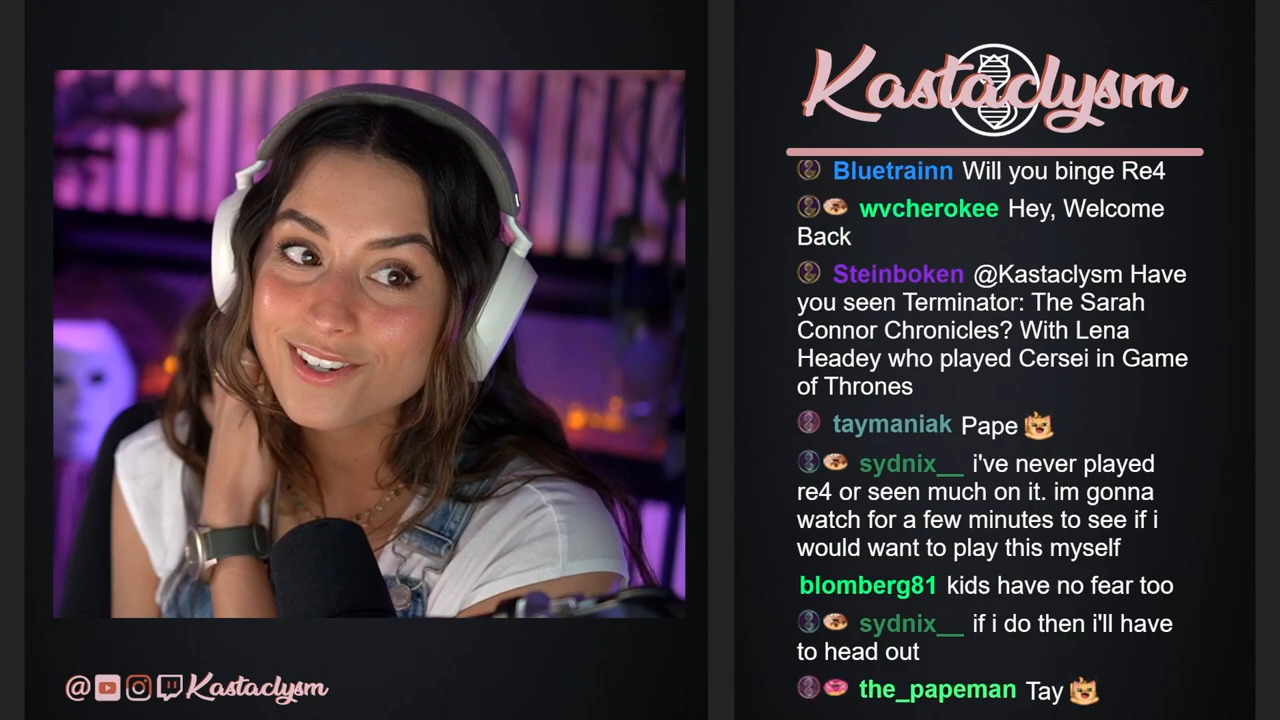 Kastaclysm
Bluetrainn Will you binge Re4
wvcherokee Hey, Welcome
Back
Steinboken @Kastaclysm Have
you seen Terminator: The Sarah
Connor Chronicles? With Lena
Headey who played Cersei in Game
of Thrones
taymaniak Pape
sydnix__ i've never played
re4 or seen much on it. im gonna
watch for a few minutes to see if i
would want to play this myself
blomberg81 kids have no fear too
sydnix__ if i do then i'll have
to head out
the_papeman Tay
@ Kastaclysm